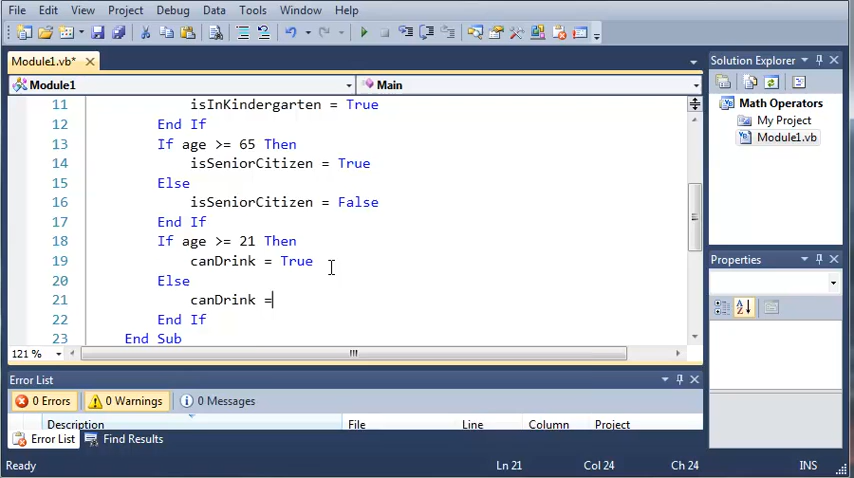 File Edit View Project Debug Data Tools Window Help
Module1.vb*
Module1 Main
11 isInKindergarten = True
12 End If
13 If age >= 65 Then
14 isSeniorCitizen = True
15 Else
16 isSeniorCitizen = False
17 End If
18 If age >= 21 Then
19 canDrink = True
20 Else
21 canDrink =
22 End If
23 End Sub
121 %
Solution Explorer
Math Operators
My Project
Module1.vb
Properties
Error List
0 Errors 0 Warnings 0 Messages
Description File Line Column Project
Error List Find Results
Ready Ln 21 Col 24 Ch 24 INS